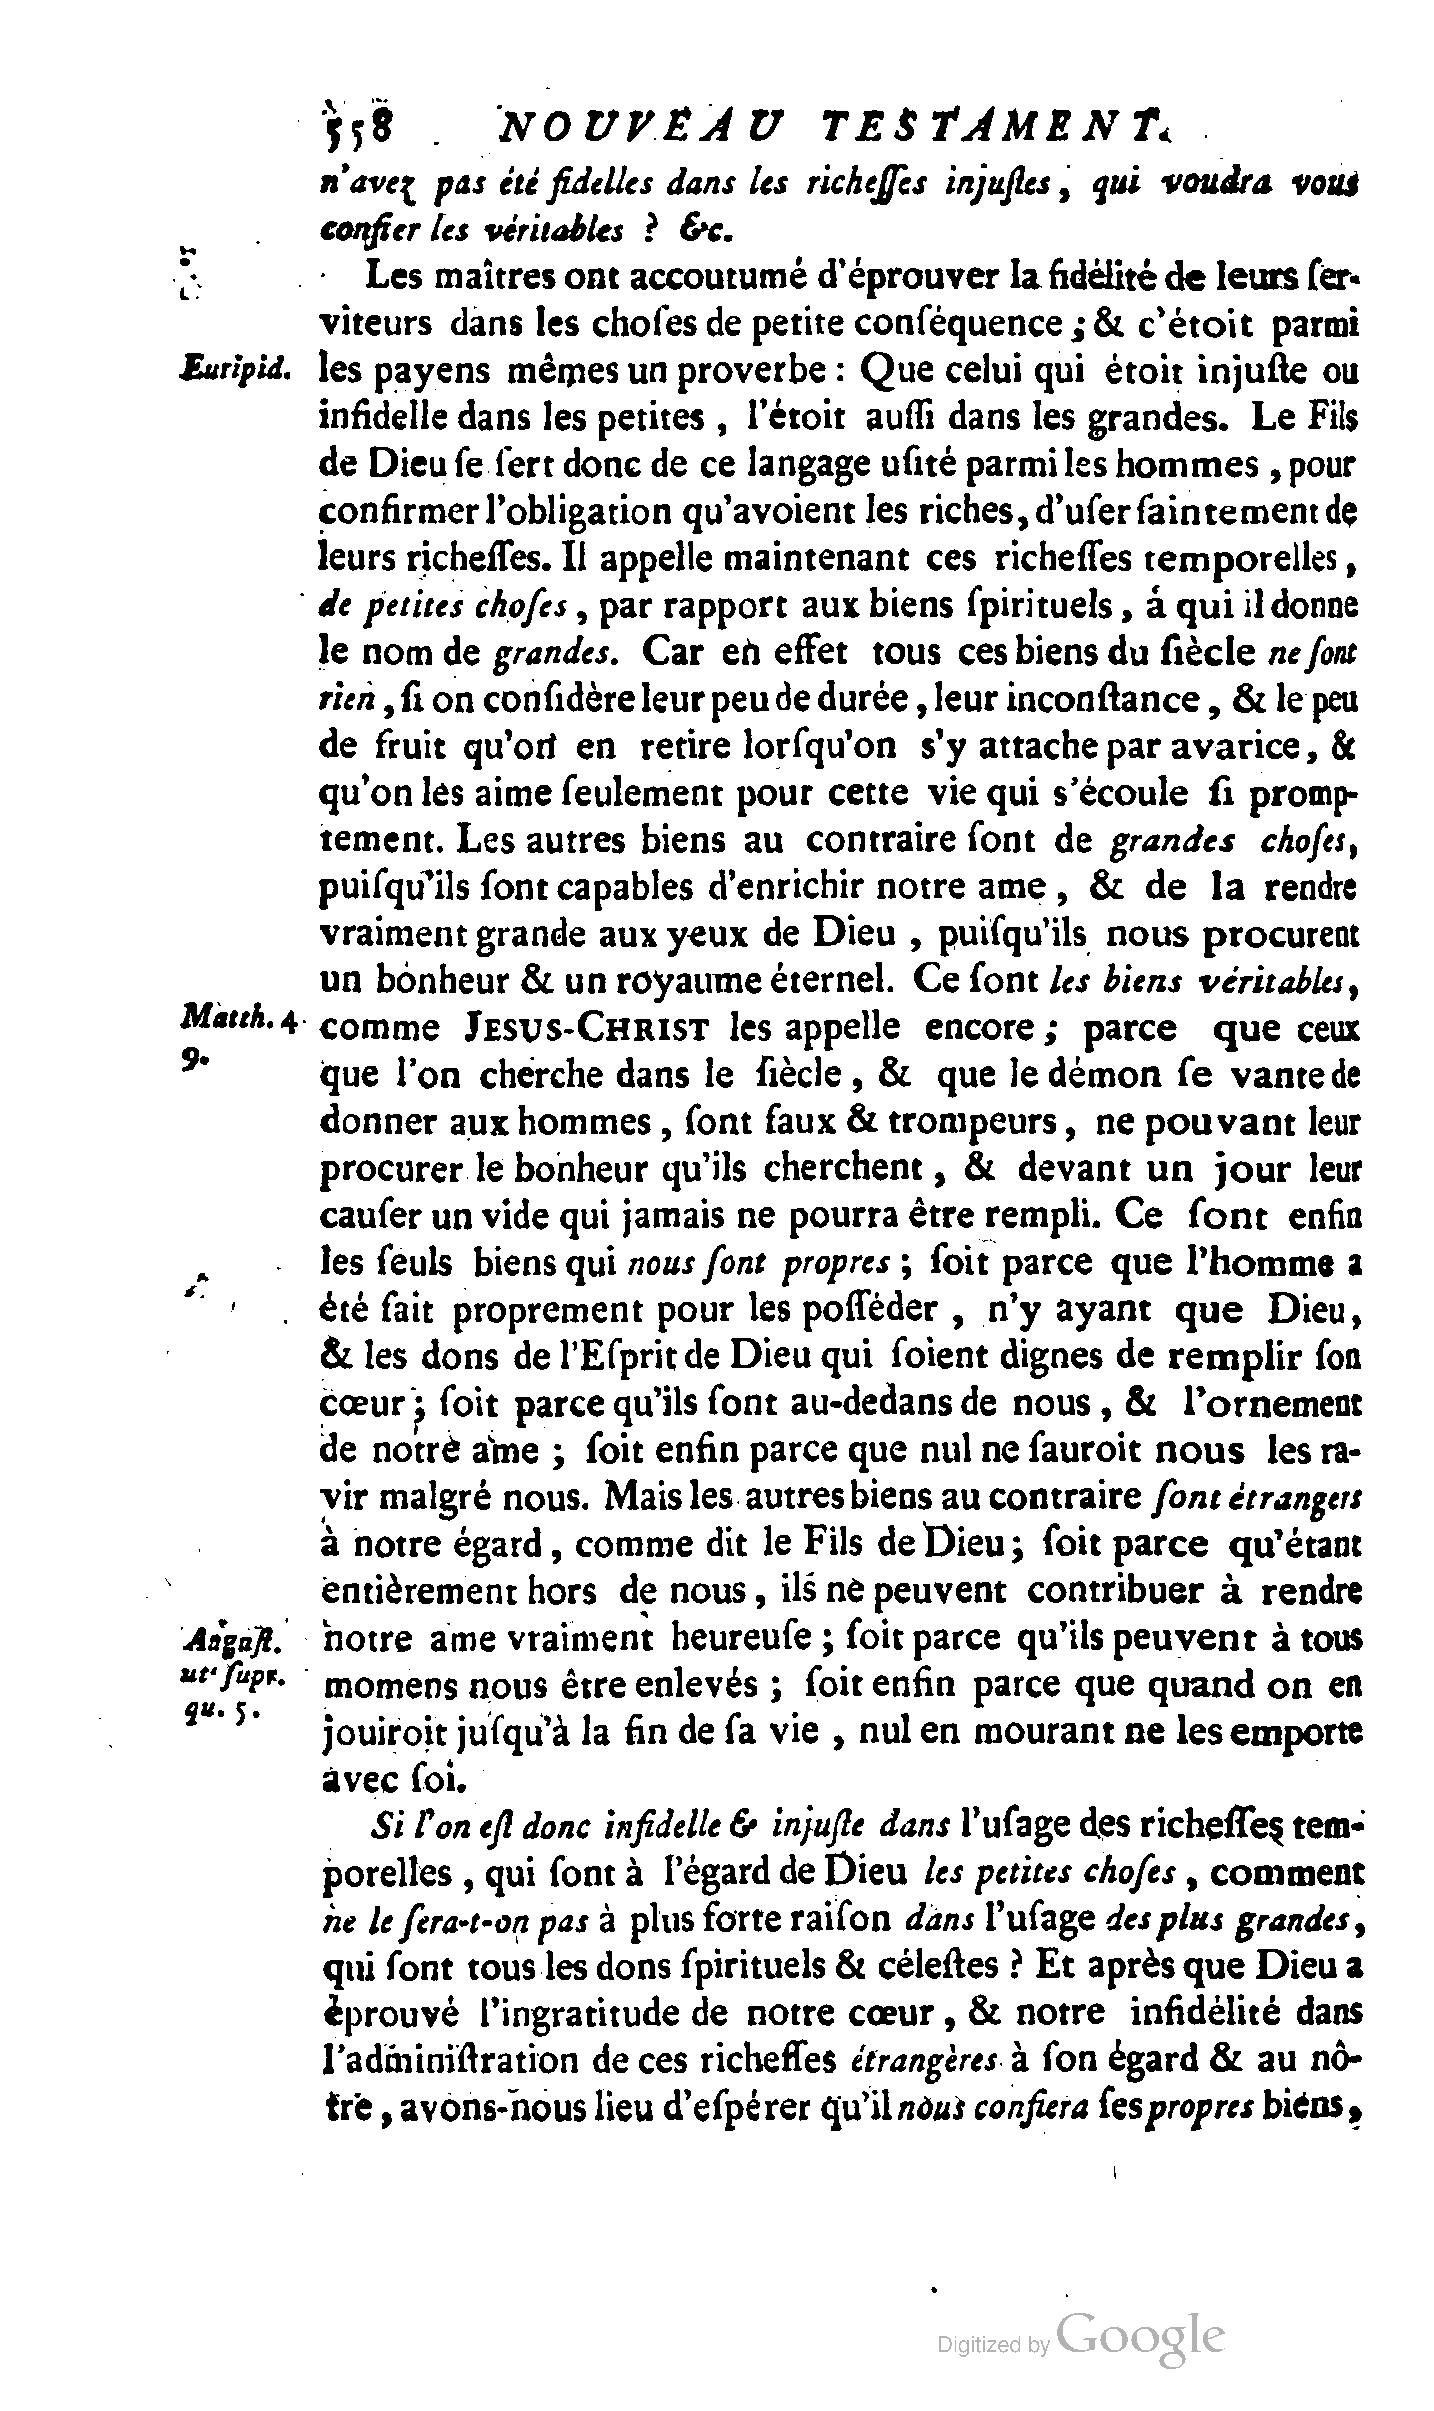 558 NOUVEAU TESTAMENT.
n'avez pas été fidelles dans les richeſſes injuſtes, qui voudra vous
confier les véritables ? &c.
Les maîtres ont accoutumé d'éprouver la fidélité de leurs ſer-
viteurs dans les choſes de petite conſéquence ; & c'étoit parmi
Euripid. les payens mêmes un proverbe : Que celui qui étoit injuſte ou
infidelle dans les petites , l'étoit auſſi dans les grandes. Le Fils
de Dieu ſe ſert donc de ce langage uſité parmi les hommes , pour
confirmer l'obligation qu'avoient les riches, d'uſer ſaintement de
leurs richeſſes. Il appelle maintenant ces richeſſes temporelles ,
de petites choſes , par rapport aux biens ſpirituels , à qui il donne
le nom de grandes. Car en effet tous ces biens du ſiècle ne ſont
rien , ſi on conſidère leur peu de durée , leur inconſtance , & le peu
de fruit qu'on en retire lorſqu'on s'y attache par avarice, &
qu'on les aime ſeulement pour cette vie qui s'écoule ſi promp-
tement. Les autres biens au contraire ſont de grandes choſes,
puiſqu'ils ſont capables d'enrichir notre ame , & de la rendre
vraiment grande aux yeux de Dieu , puiſqu'ils nous procurent
un bonheur & un royaume éternel. Ce ſont les biens véritables,
Matth. 4. comme JESUS-CHRIST les appelle encore ; parce que ceux
9. que l'on cherche dans le ſiècle , & que le démon ſe vante de
donner aux hommes , ſont faux & trompeurs , ne pouvant leur
procurer le bonheur qu'ils cherchent , & devant un jour leur
cauſer un vide qui jamais ne pourra être rempli. Ce ſont enfin
les ſeuls biens qui nous ſont propres ; ſoit parce que l'homme a
été fait proprement pour les poſſéder , n'y ayant que Dieu,
& les dons de l'Eſprit de Dieu qui ſoient dignes de remplir ſon
cœur ; ſoit parce qu'ils ſont au-dedans de nous , & l'ornement
de notre ame ; ſoit enfin parce que nul ne ſauroit nous les ra-
vir malgré nous. Mais les autres biens au contraire ſont étrangers
à notre égard , comme dit le Fils de Dieu ; ſoit parce qu'étant
entièrement hors de nous , ils ne peuvent contribuer à rendre
Auguſt. notre ame vraiment heureuſe ; ſoit parce qu'ils peuvent à tous
ut ſupr. momens nous être enlevés ; ſoit enfin parce que quand on en
qu. 5. jouiroit juſqu'à la fin de ſa vie , nul en mourant ne les emporte
avec ſoi.
Si l'on eſt donc infidelle & injuſte dans l'uſage des richeſſes tem-
porelles , qui ſont à l'égard de Dieu les petites choſes , comment
ne le ſera-t-on pas à plus forte raiſon dans l'uſage des plus grandes,
qui ſont tous les dons ſpirituels & céleſtes ? Et après que Dieu a
éprouvé l'ingratitude de notre cœur , & notre infidélité dans
l'adminiſtration de ces richeſſes étrangères à ſon égard & au nô-
tre , avons-nous lieu d'eſpérer qu'il nous confiera ſes propres biens ,
Digitized by Google